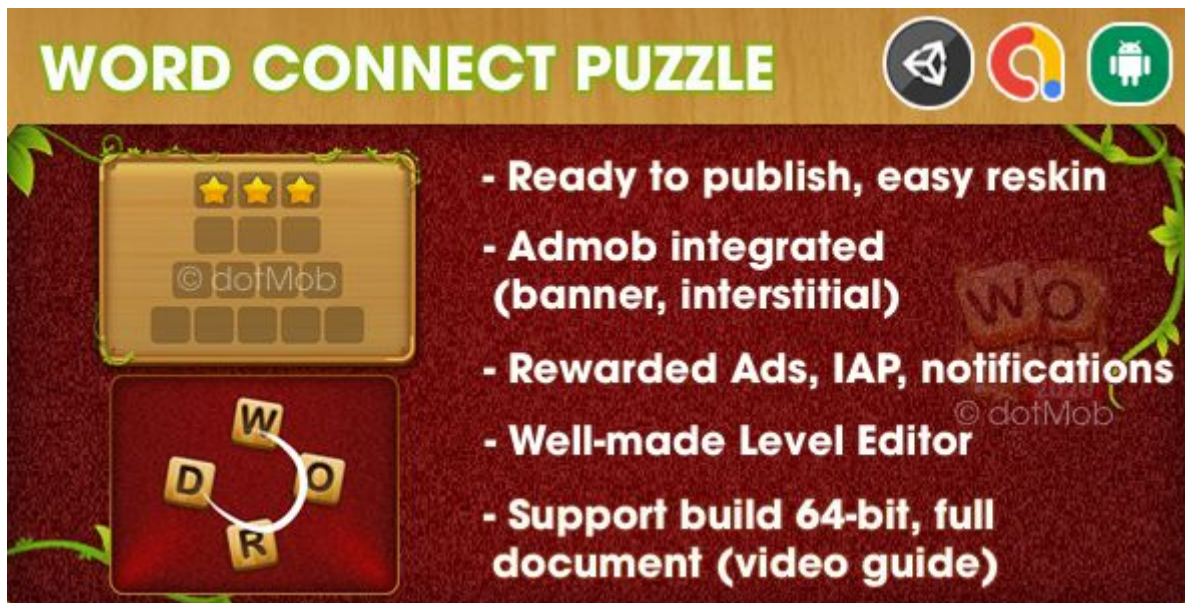 WORD CONNECT PUZZLE
© dotMob
W
D
O
R
- Ready to publish, easy reskin
- Admob integrated
(banner, interstitial)
WO
- Rewarded Ads, IAP, notifications
© dotMob
- Well-made Level Editor
- Support build 64-bit, full
document (video guide)